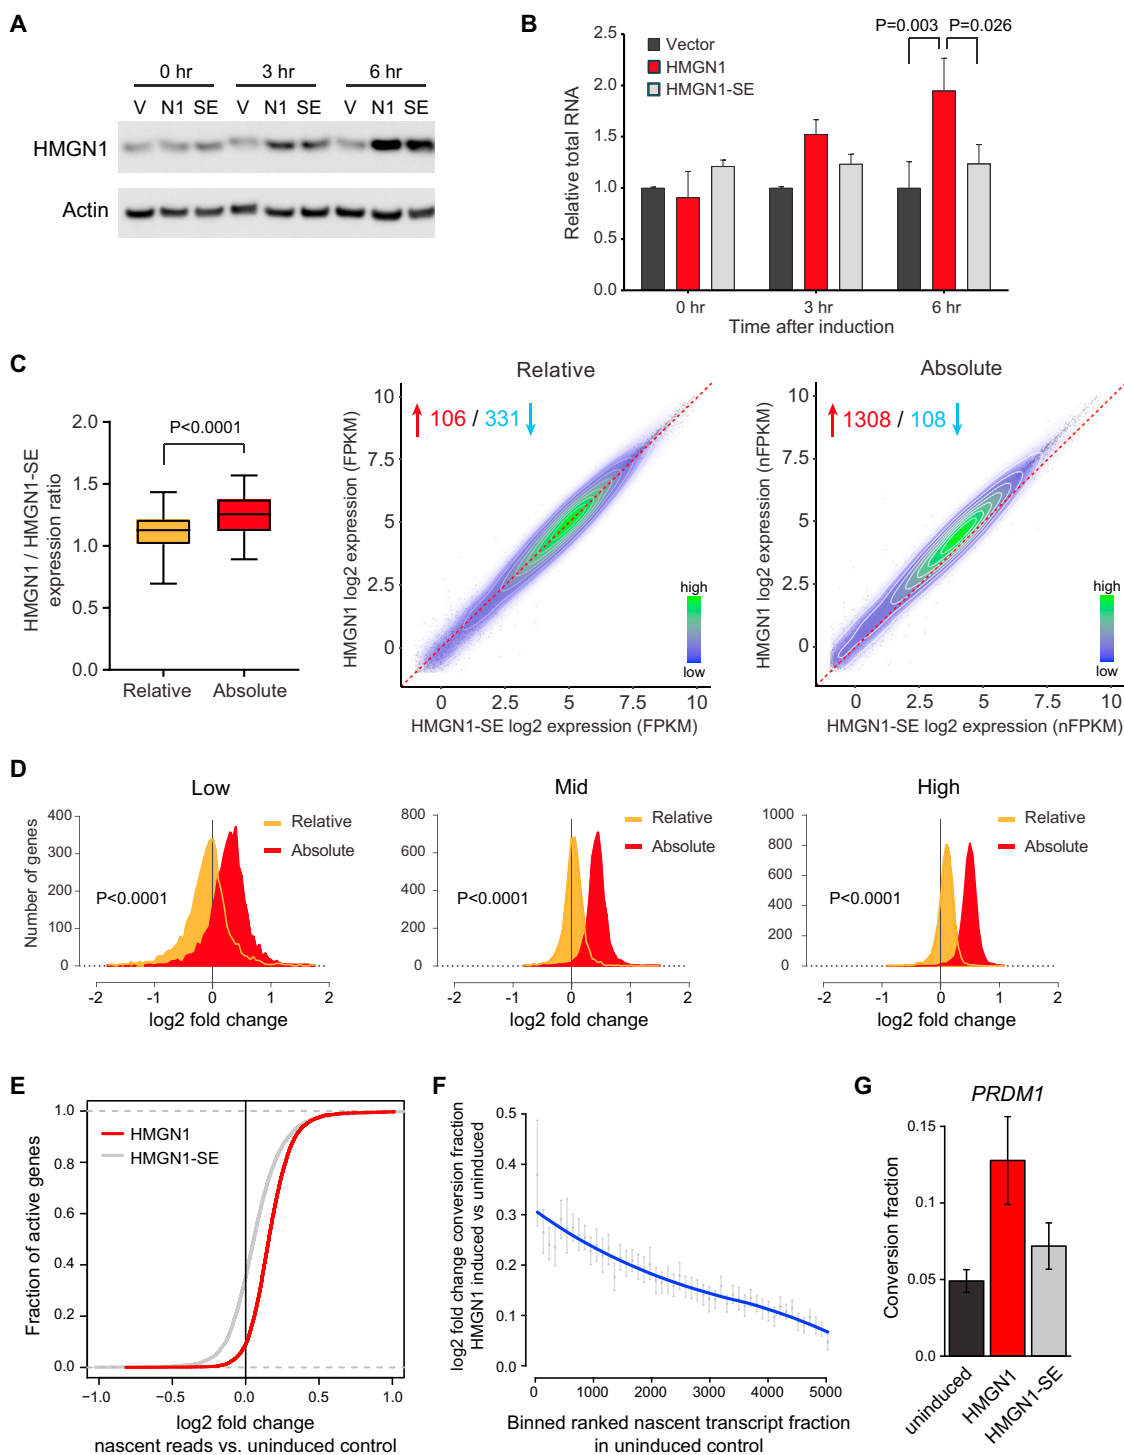 A
0 hr
3 hr
6 hr
V N1 SE V N1 SE V N1 SE
HMGN1
Actin
B
P=0.003 P=0.026
Vector
HMGN1
HMGN1-SE
Relative total RNA
2.5
2.0
1.5
1.0
0.5
0.0
0 hr
3 hr
6 hr
Time after induction
C
HMGN1 / HMGN1-SE
expression ratio
2.0
1.5
1.0
0.5
0.0
P<0.0001
Relative
Absolute
Relative
106 / 331
HMGN1 log2 expression (FPKM)
10
7.5
5
2.5
0
high
low
0 2.5 5 7.5 10
HMGN1-SE log2 expression (FPKM)
Absolute
1308 / 108
HMGN1 log2 expression (nFPKM)
10
7.5
5
2.5
0
high
low
0 2.5 5 7.5 10
HMGN1-SE log2 expression (nFPKM)
D
Low
Number of genes
400
300
200
100
0
Relative
Absolute
P<0.0001
-2 -1 0 1 2
log2 fold change
Mid
800
600
400
200
0
Relative
Absolute
P<0.0001
-2 -1 0 1 2
log2 fold change
High
1000
800
600
400
200
0
Relative
Absolute
P<0.0001
-2 -1 0 1 2
log2 fold change
E
Fraction of active genes
1.0
0.8
0.6
0.4
0.2
0.0
HMGN1
HMGN1-SE
−1.0 −0.5 0.0 0.5 1.0
log2 fold change
nascent reads vs. uninduced control
F
log2 fold change conversion fraction
HMGN1 induced vs uninduced
0.5
0.4
0.3
0.2
0.1
0.0
0 1000 2000 3000 4000 5000
Binned ranked nascent transcript fraction
in uninduced control
G
PRDM1
Conversion fraction
0.15
0.1
0.05
0.0
uninduced
HMGN1
HMGN1-SE